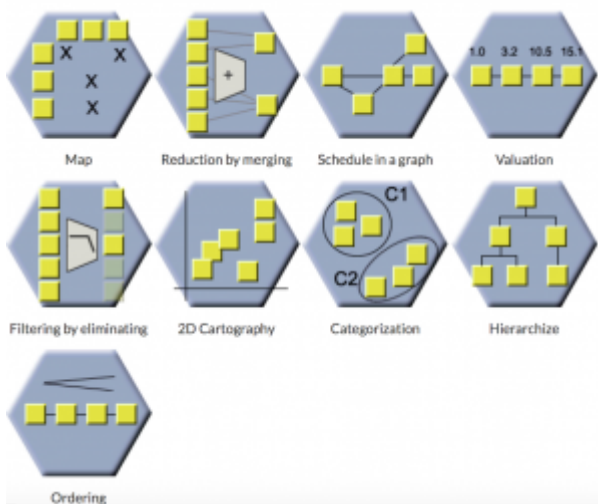 X X
X
X
Map
+
Reduction by merging
Schedule in a graph
1.0 3.2 10.5 15.1
Valuation
Filtering by eliminating
2D Cartography
C1
C2
Categorization
Hierarchize
Ordering